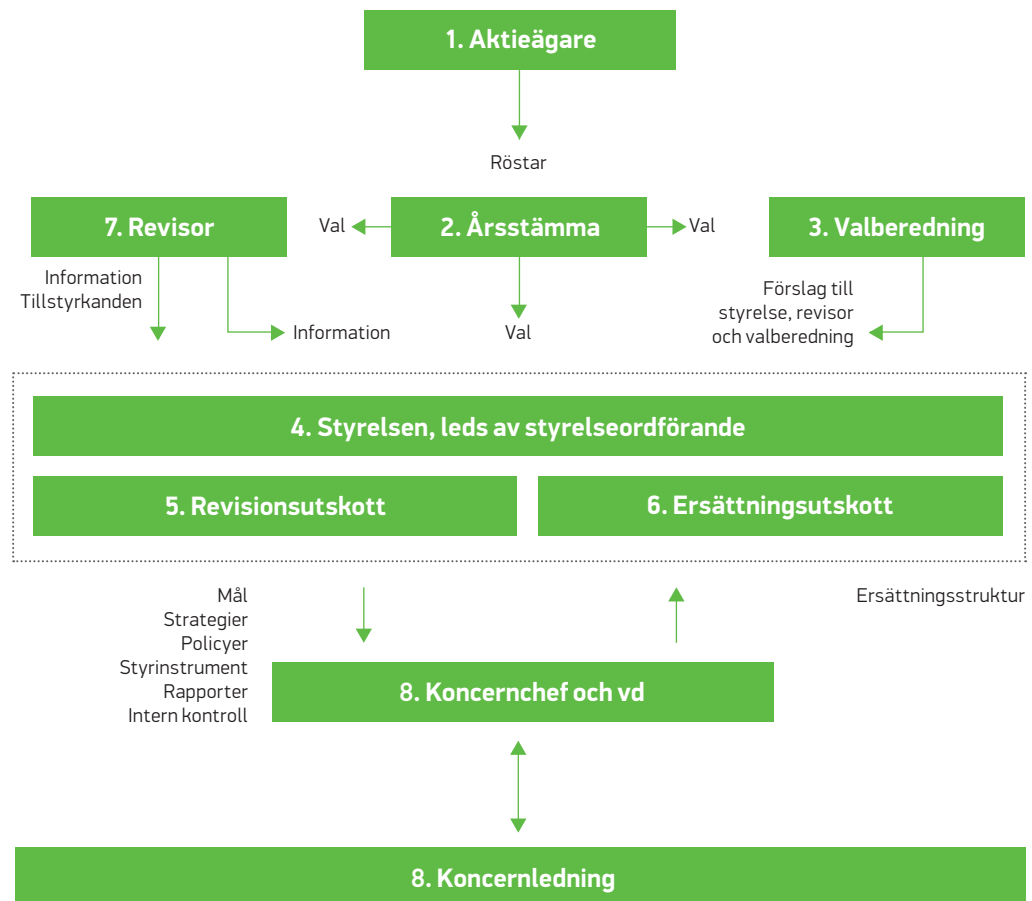 1. Aktieägare
Röstar
7. Revisor
Val
2. Årsstämma
Val
3. Valberedning
Information
Tillstyrkanden
Information
Val
Förslag till
styrelse, revisor
och valberedning
4. Styrelsen, leds av styrelseordförande
5. Revisionsutskott
6. Ersättningsutskott
Mål
Strategier
Policyer
Styrinstrument
Rapporter
Intern kontroll
Ersättningsstruktur
8. Koncernchef och vd
8. Koncernledning